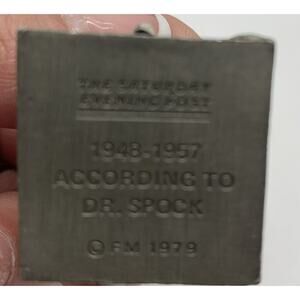 THE SATURDAY
EVENING POST
1948-1957
ACCORDING TO
DR. SPOCK
© FM 1979